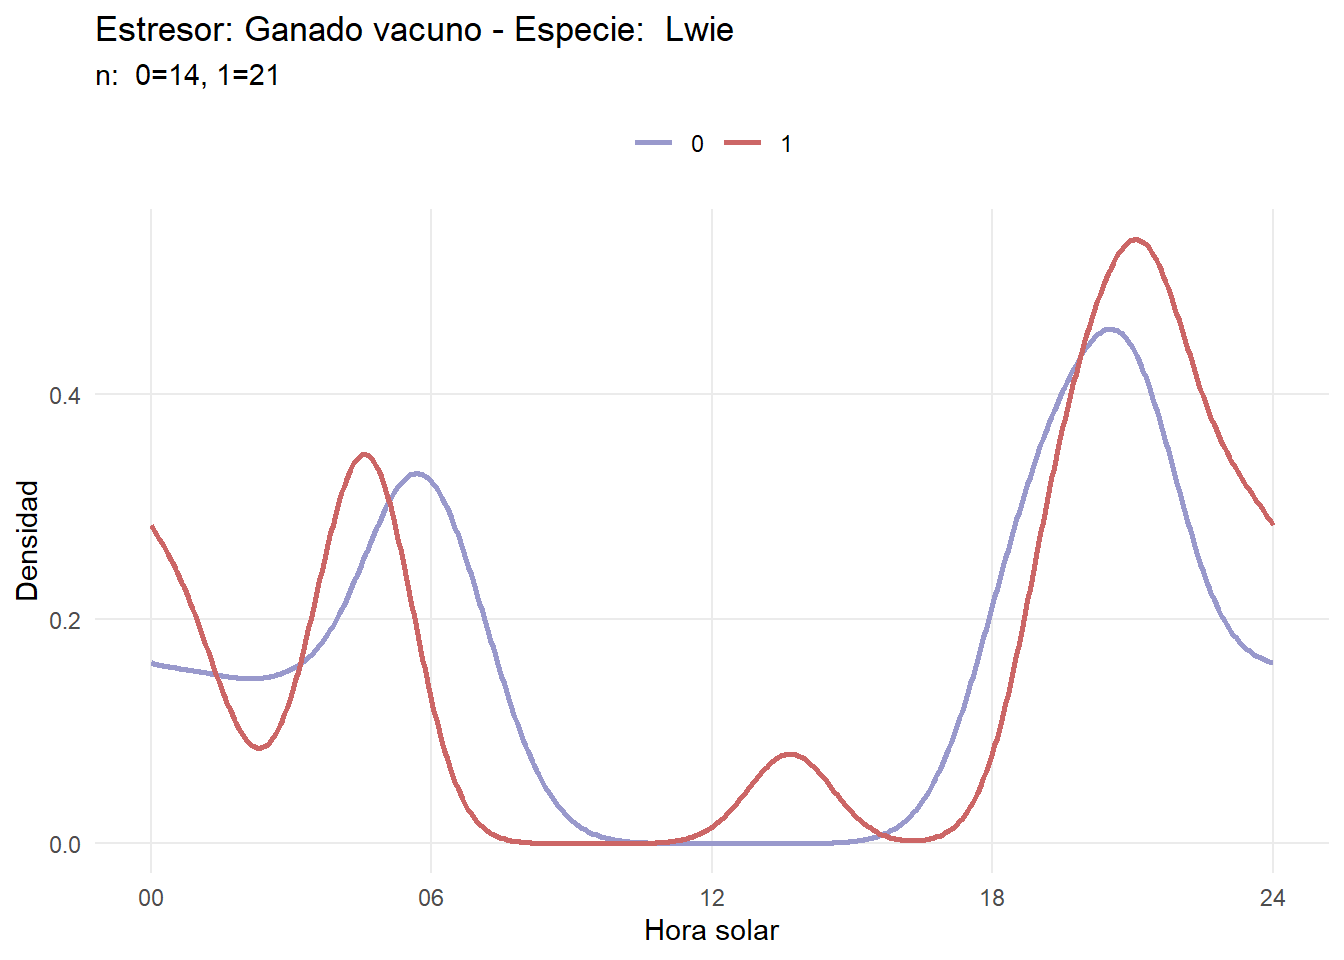 Estresor: Ganado vacuno - Especie:  Lwie
n:  0=14, 1=21
0 1
0.4
0.2
0.0
Densidad
00 06 12 18 24
Hora solar